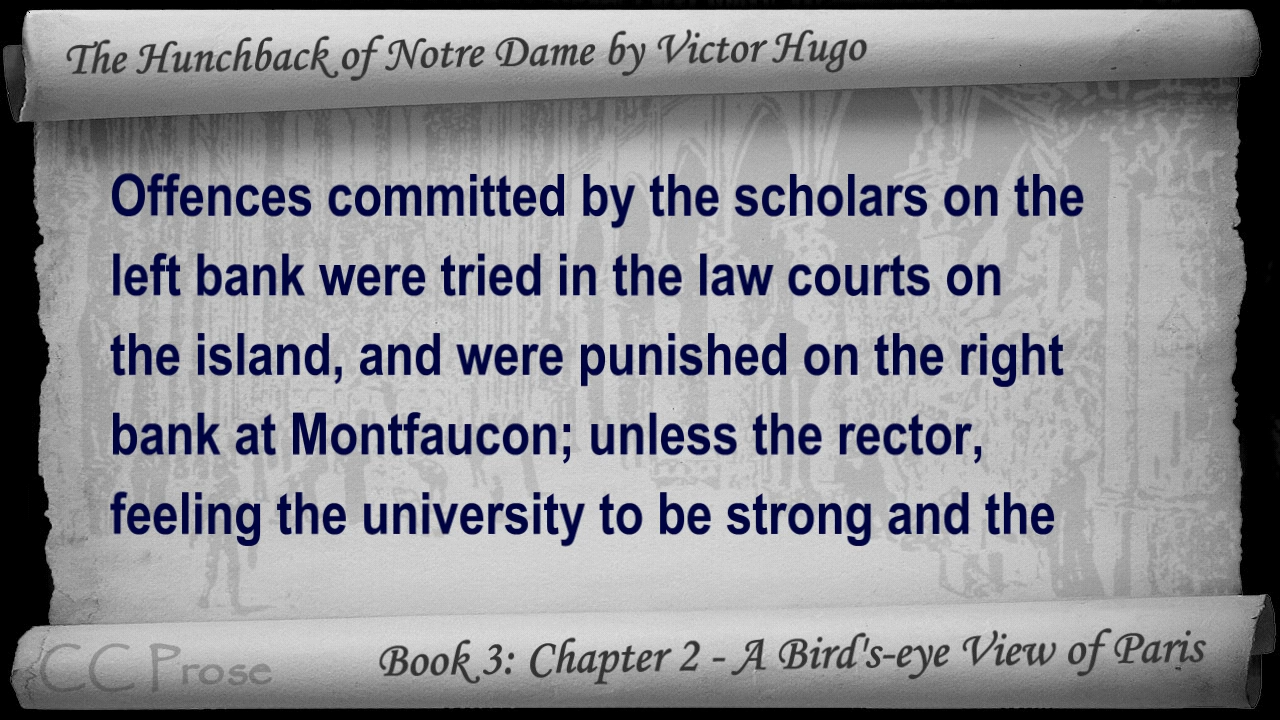 The Hunchback of Notre Dame by Victor Hugo
Offences committed by the scholars on the
left bank were tried in the law courts on
the island, and were punished on the right
bank at Montfaucon; unless the rector,
feeling the university to be strong and the
CC Prose
Book 3: Chapter 2 - A Bird's-eye View of Paris